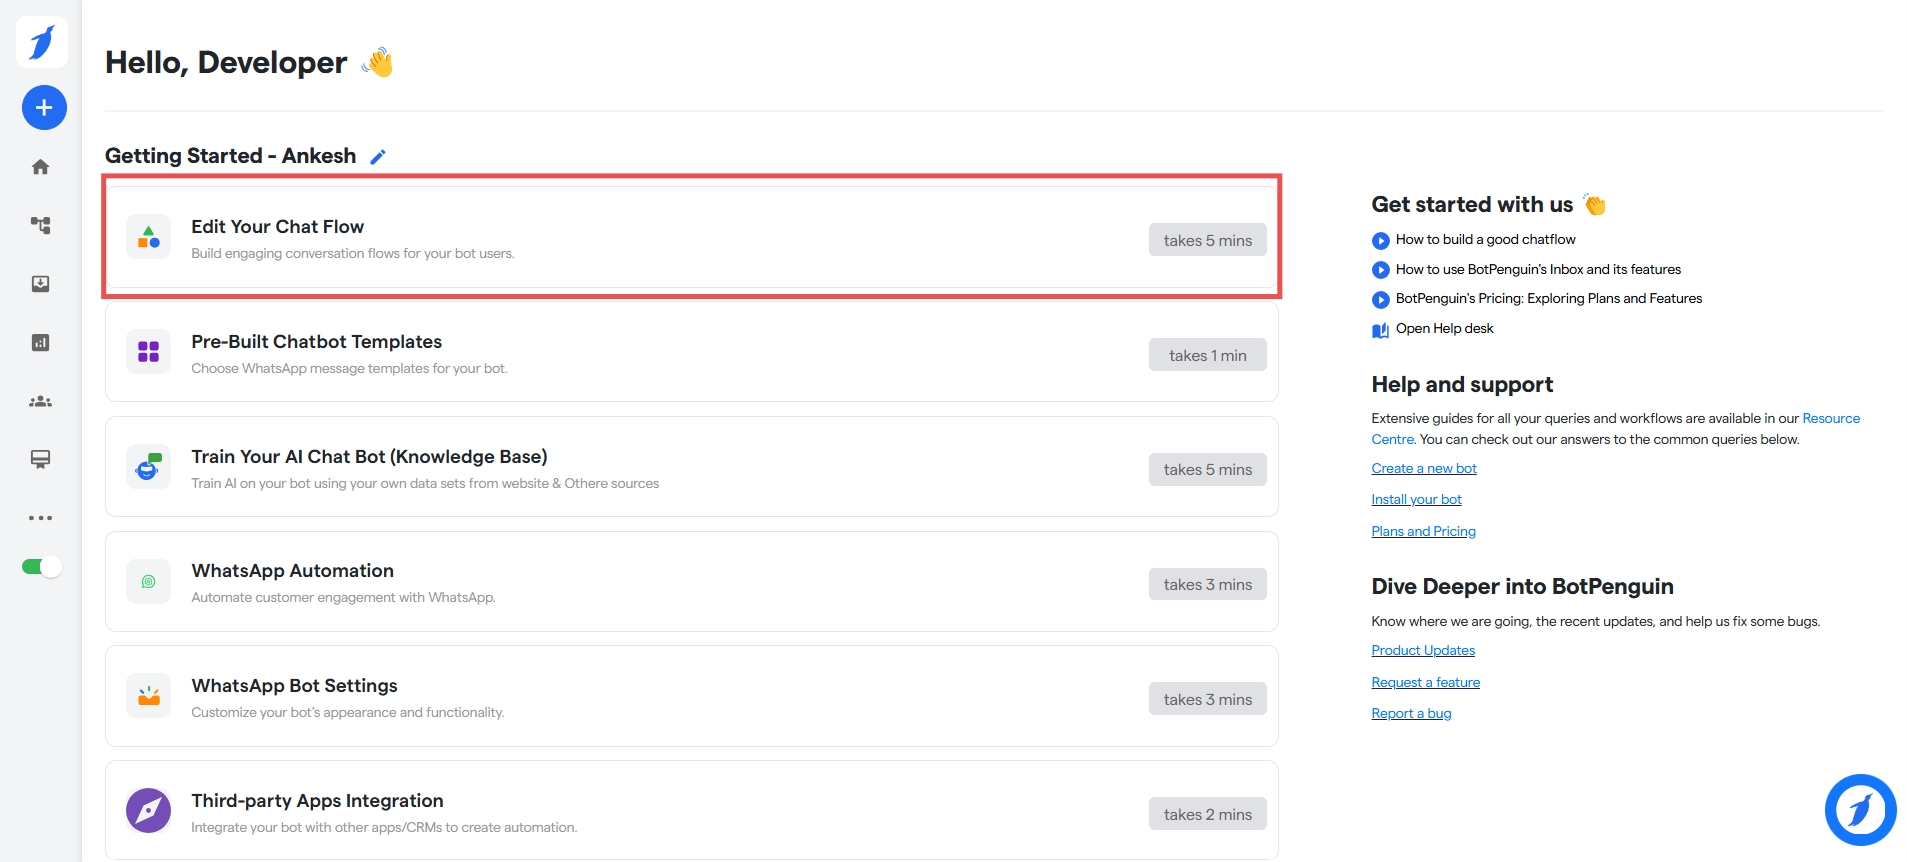 Hello, Developer
Getting Started - Ankesh
Edit Your Chat Flow
Build engaging conversation flows for your bot users.
takes 5 mins
Pre-Built Chatbot Templates
Choose WhatsApp message templates for your bot.
takes 1 min
Train Your AI Chat Bot (Knowledge Base)
Train AI on your bot using your own data sets from website & Othere sources
takes 5 mins
WhatsApp Automation
Automate customer engagement with WhatsApp.
takes 3 mins
WhatsApp Bot Settings
Customize your bot's appearance and functionality.
takes 3 mins
Third-party Apps Integration
Integrate your bot with other apps/CRMs to create automation.
takes 2 mins
Get started with us
How to build a good chatflow
How to use BotPenguin's Inbox and its features
BotPenguin's Pricing: Exploring Plans and Features
Open Help desk
Help and support
Extensive guides for all your queries and workflows are available in our Resource
Centre. You can check out our answers to the common queries below.
Create a new bot
Install your bot
Plans and Pricing
Dive Deeper into BotPenguin
Know where we are going, the recent updates, and help us fix some bugs.
Product Updates
Request a feature
Report a bug